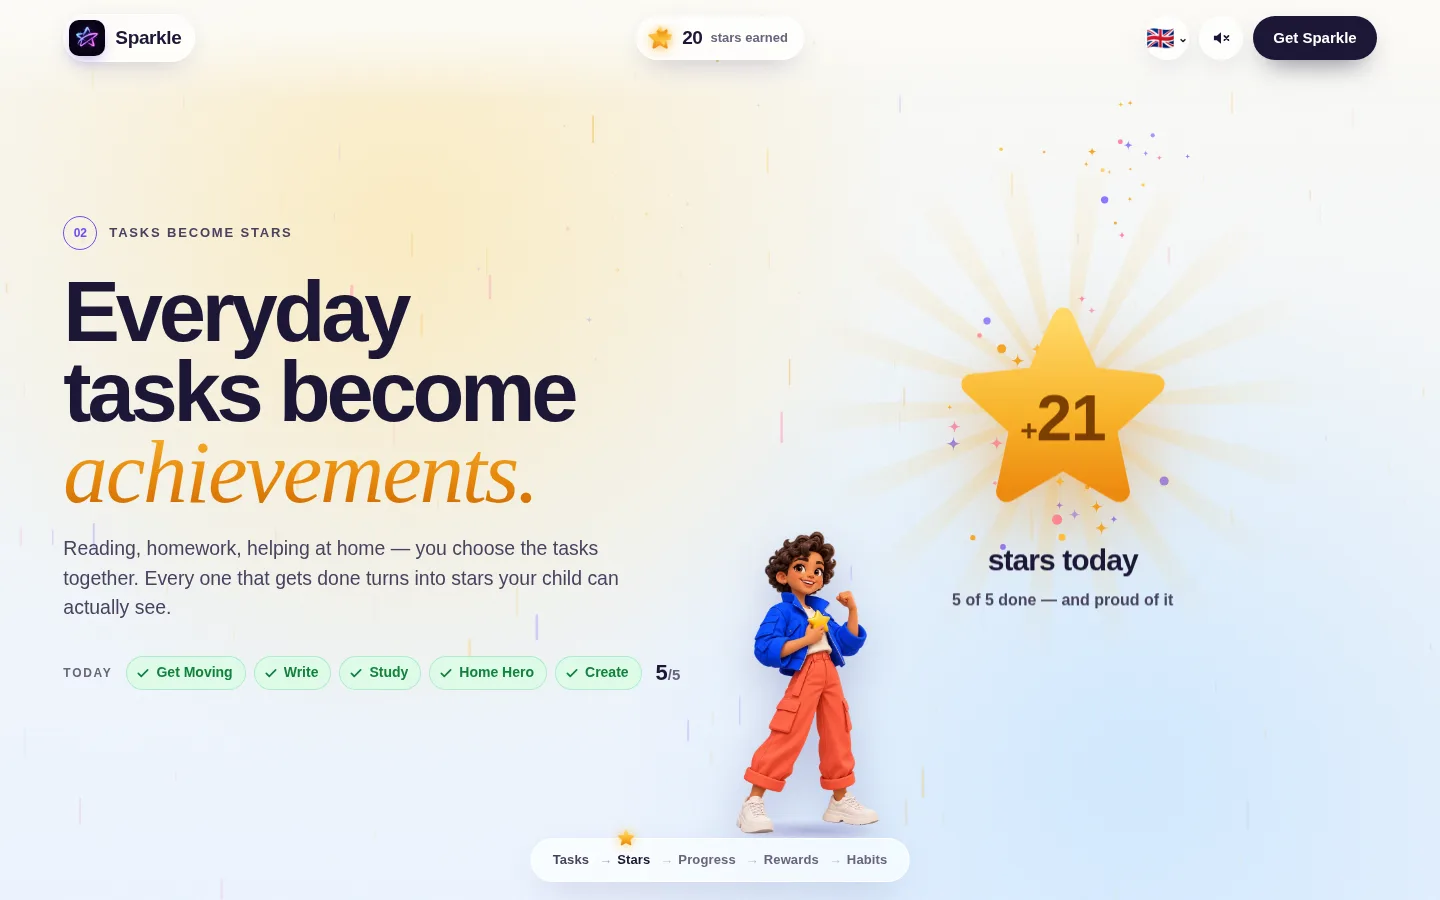 Sparkle
20 stars earned
Get Sparkle
02 TASKS BECOME STARS
Everyday
tasks become
achievements.
Reading, homework, helping at home — you choose the tasks
together. Every one that gets done turns into stars your child can
actually see.
TODAY Get Moving Write Study Home Hero Create 5/5
+21
stars today
5 of 5 done — and proud of it
Tasks → Stars → Progress → Rewards → Habits